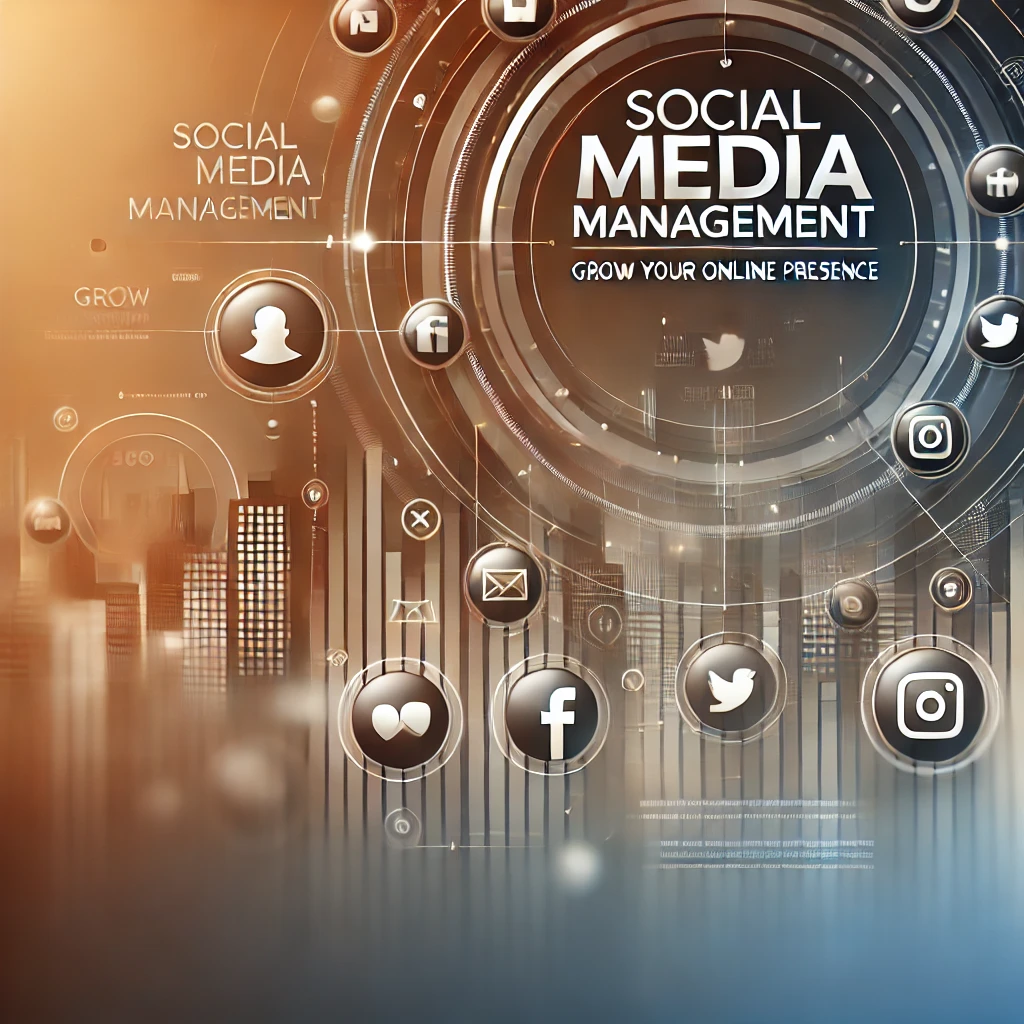 SOCIAL
MEDIA
MANAGEMENT
GROW YOUR ONLINE PRESENCE
SOCIAL
MEDIA
MANAGEMENT
GROW